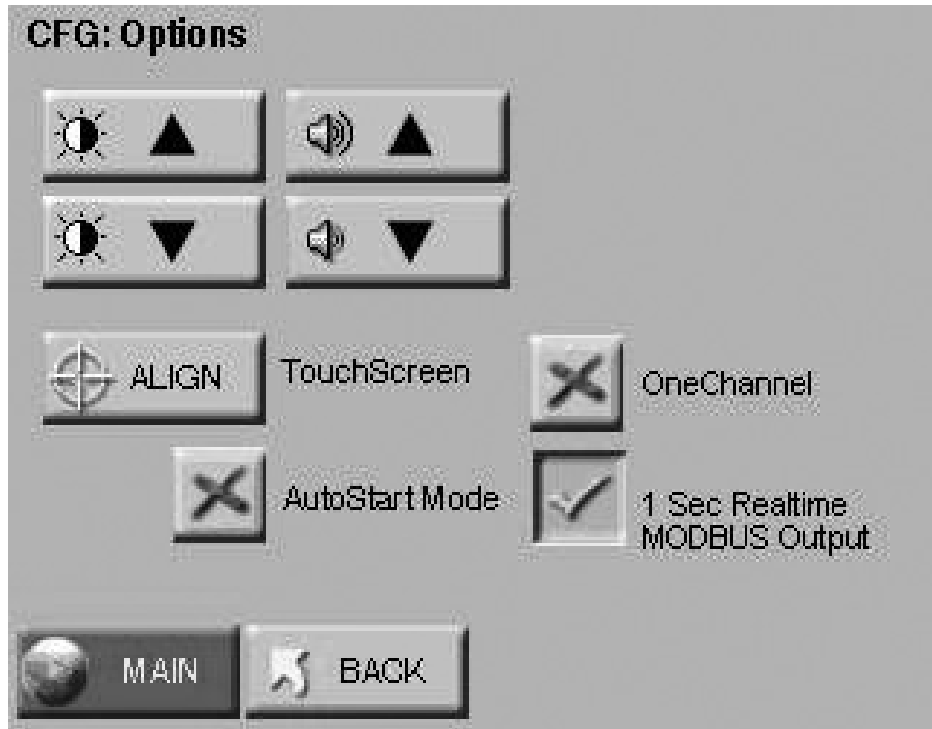 CFG: Options
ALIGN
TouchScreen
OneChannel
AutoStart Mode
1 Sec Realtime
MODBUS Output
MAIN
BACK